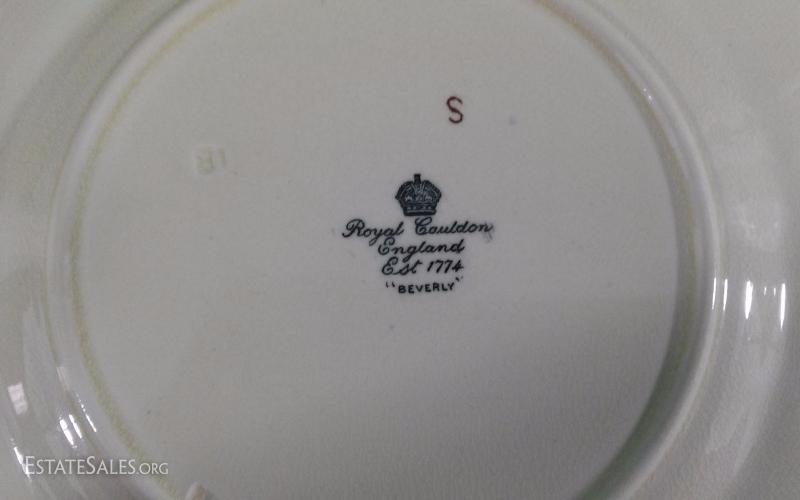 S
Royal Cauldon
England
Est 1774
"BEVERLY"
ESTATESALES.ORG